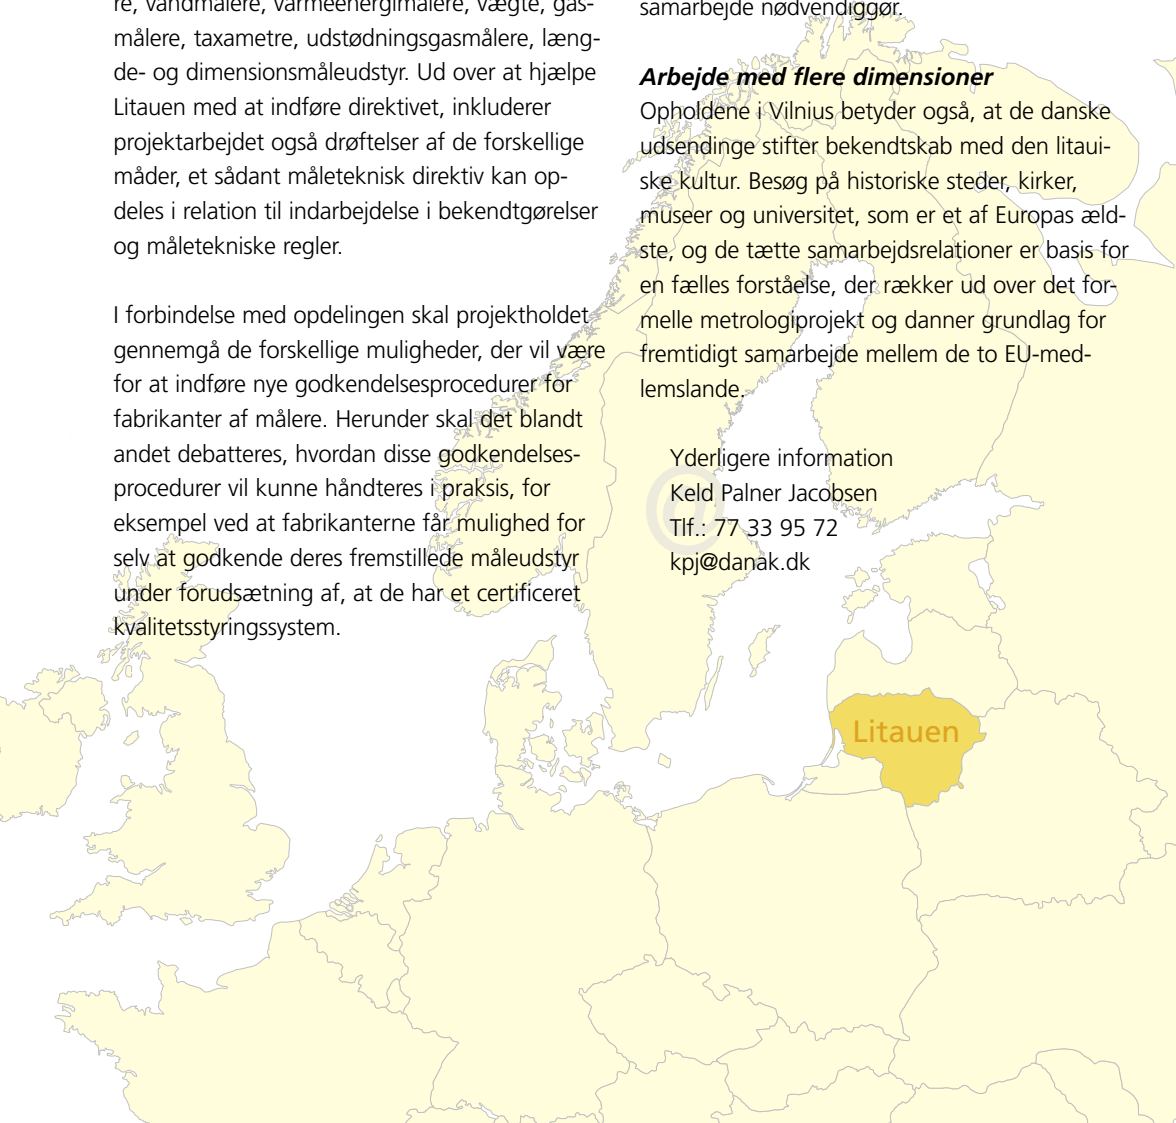 re, vandmålere, varmeenergimålere, vægte, gas-
målere, taxametre, udstødningsgasmålere, læng-
de- og dimensionsmåleudstyr. Ud over at hjælpe
Litauen med at indføre direktivet, inkluderer
projektarbejdet også drøftelser af de forskellige
måder, et sådant måleteknisk direktiv kan op-
deles i relation til indarbejdelse i bekendtgørelser
og måletekniske regler.

I forbindelse med opdelingen skal projektholdet
gennemgå de forskellige muligheder, der vil være
for at indføre nye godkendelsesprocedurer for
fabrikanter af målere. Herunder skal det blandt
andet debatteres, hvordan disse godkendelses-
procedurer vil kunne håndteres i praksis, for
eksempel ved at fabrikanterne får mulighed for
selv at godkende deres fremstillede måleudstyr
under forudsætning af, at de har et certificeret
kvalitetsstyringssystem.

samarbejde nødvendiggør.

Arbejde med flere dimensioner
Opholdene i Vilnius betyder også, at de danske
udsendinge stifter bekendtskab med den litaui-
ske kultur. Besøg på historiske steder, kirker,
museer og universitet, som er et af Europas æld-
ste, og de tætte samarbejdsrelationer er basis for
en fælles forståelse, der rækker ud over det for-
melle metrologiprojekt og danner grundlag for
fremtidigt samarbejde mellem de to EU-med-
lemslande.

@
Yderligere information
Keld Palner Jacobsen
Tlf.: 77 33 95 72
kpj@danak.dk

Litauen